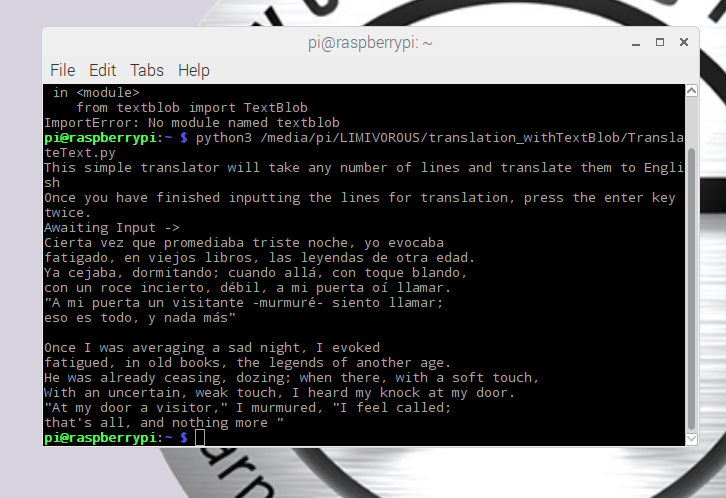 pi@raspberrypi: ~
File Edit Tabs Help
in <module>
from textblob import TextBlob
ImportError: No module named textblob
pi@raspberrypi:~ $ python3 /media/pi/LIMIVOROUS/translation_withTextBlob/Transla
teText.py
This simple translator will take any number of lines and translate them to Engli
sh
Once you have finished inputting the lines for translation, press the enter key
twice.
Awaiting Input ->
Cierta vez que promediaba triste noche, yo evocaba
fatigado, en viejos libros, las leyendas de otra edad.
Ya cejaba, dormitando; cuando allá, con toque blando,
con un roce incierto, débil, a mi puerta oí llamar.
"A mi puerta un visitante -murmuré- siento llamar;
eso es todo, y nada más"
Once I was averaging a sad night, I evoked
fatigued, in old books, the legends of another age.
He was already ceasing, dozing; when there, with a soft touch,
With an uncertain, weak touch, I heard my knock at my door.
"At my door a visitor," I murmured, "I feel called;
that's all, and nothing more "
pi@raspberrypi:~ $